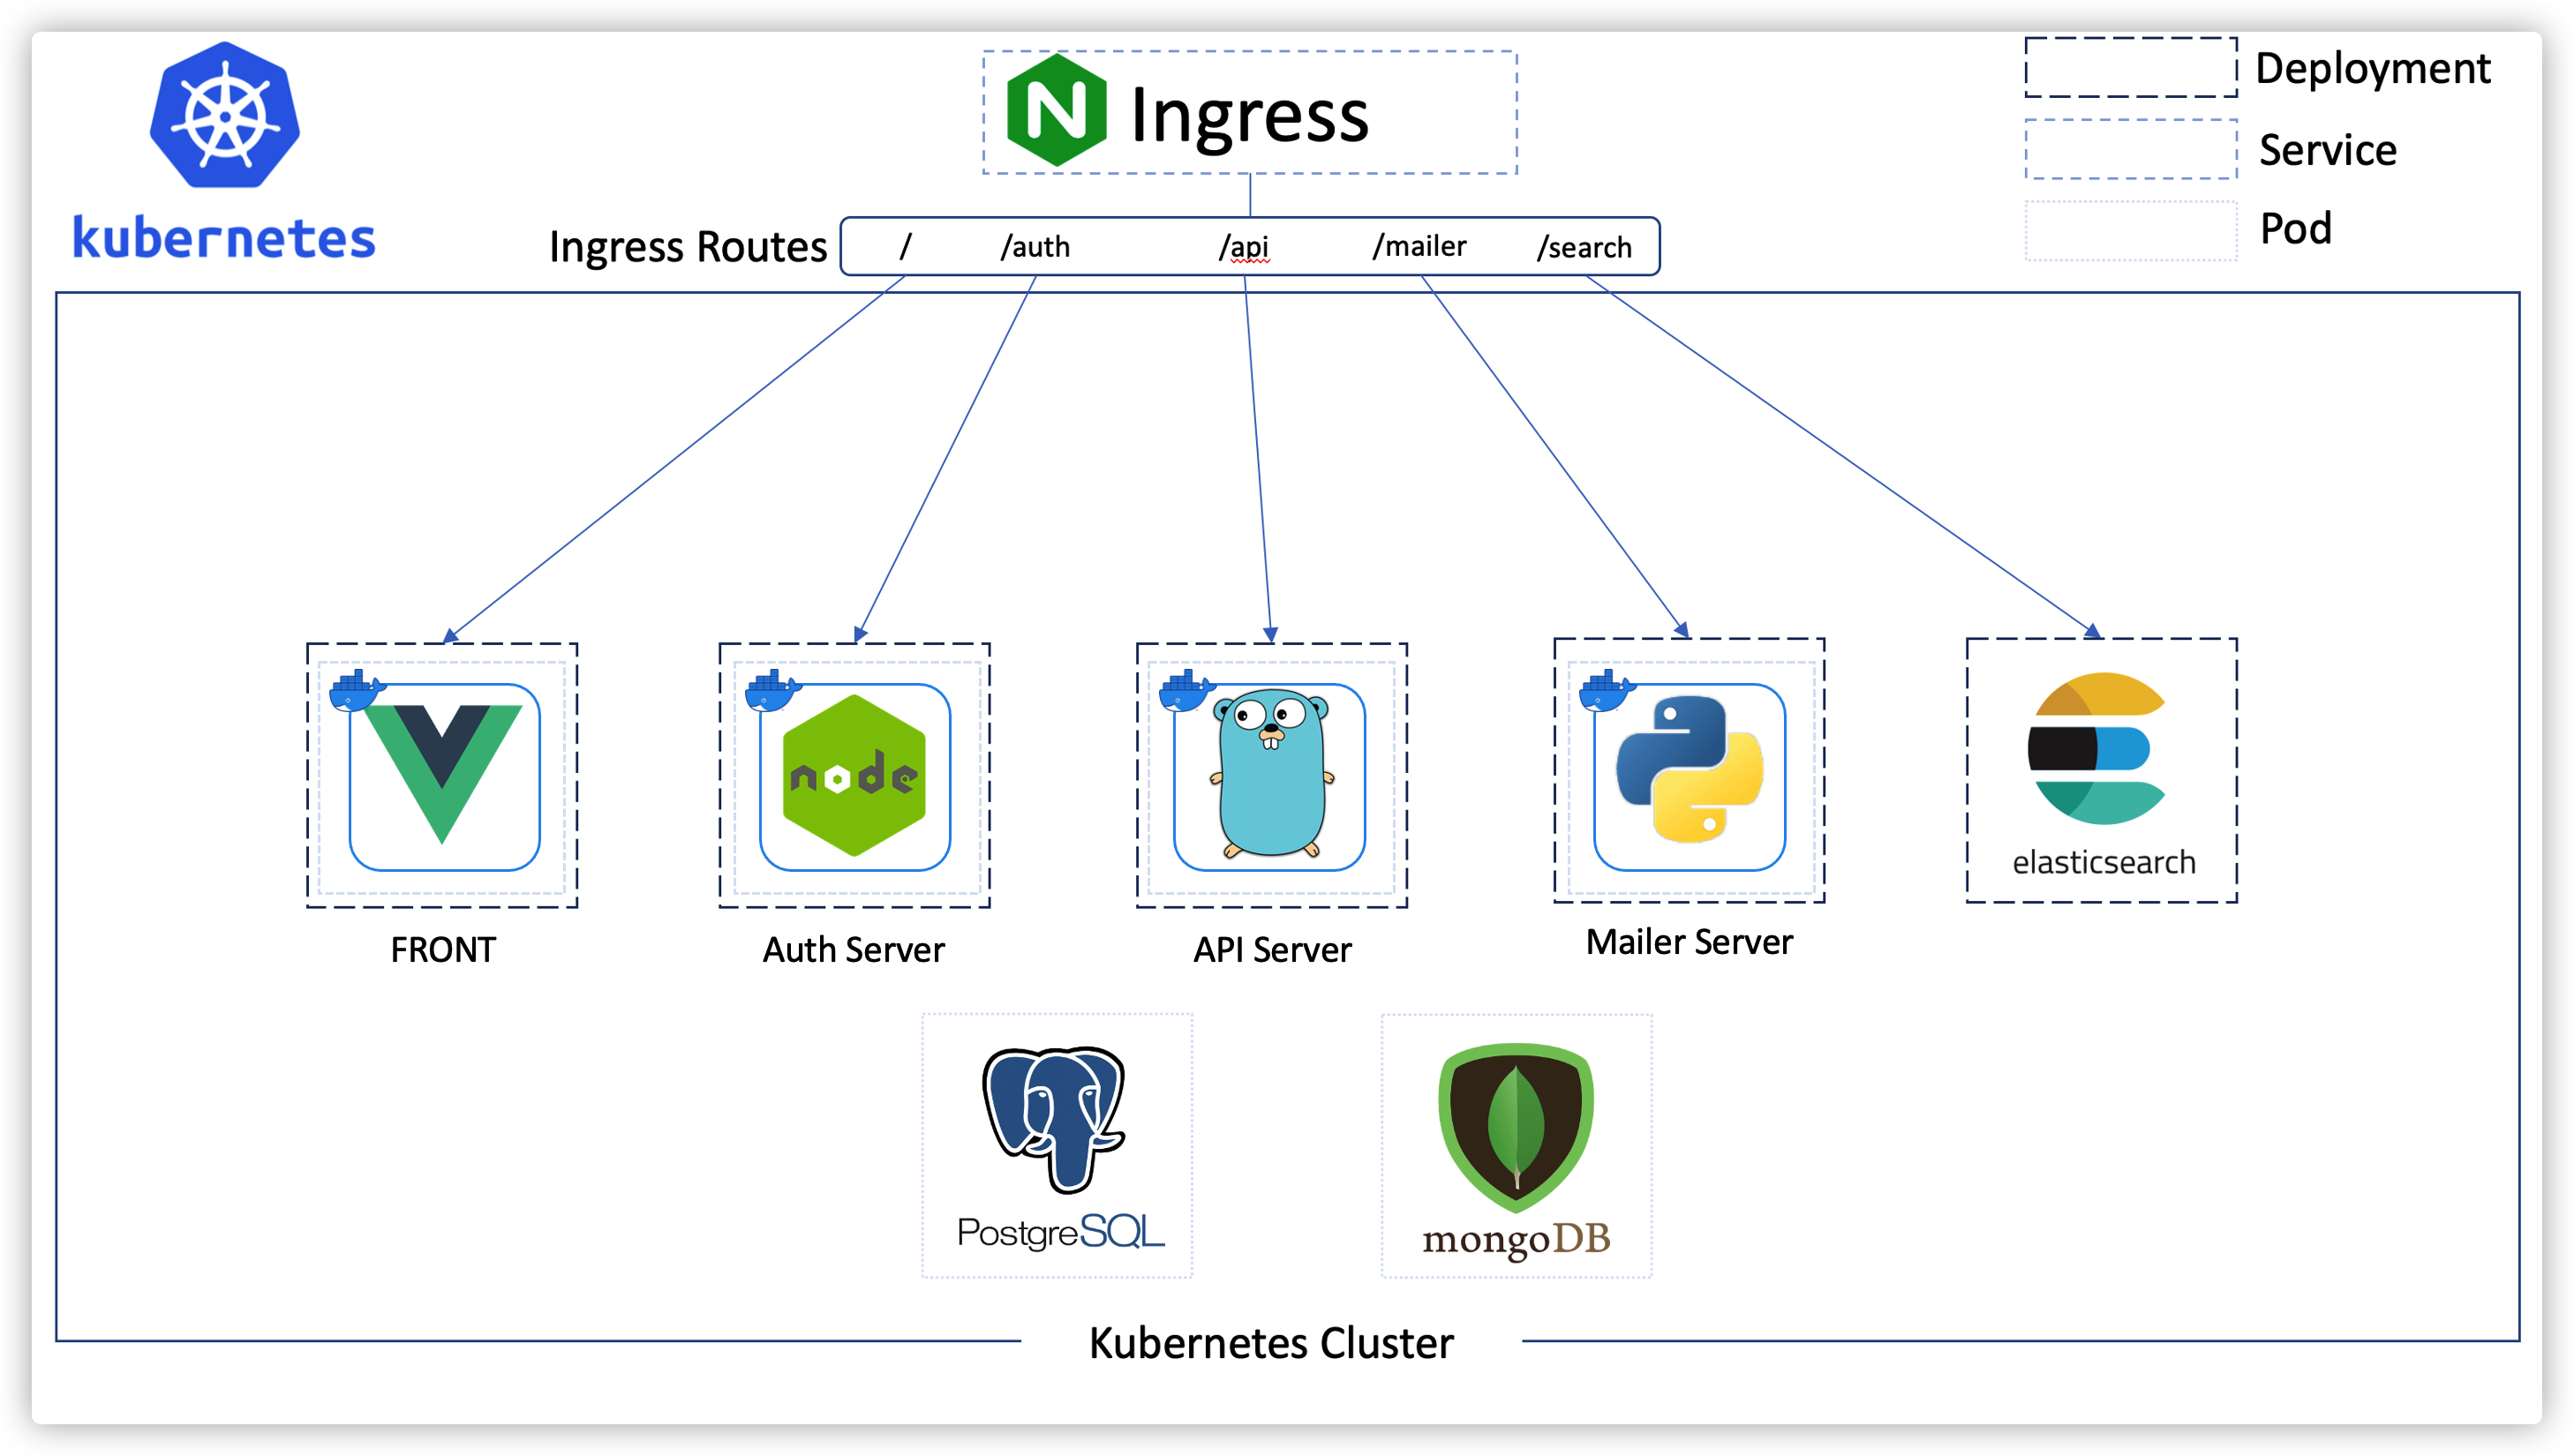 kubernetes
Ingress
Deployment
Service
Pod
Ingress Routes
/ /auth /api /mailer /search
node
elasticsearch
FRONT
Auth Server
API Server
Mailer Server
PostgreSQL
mongoDB
Kubernetes Cluster